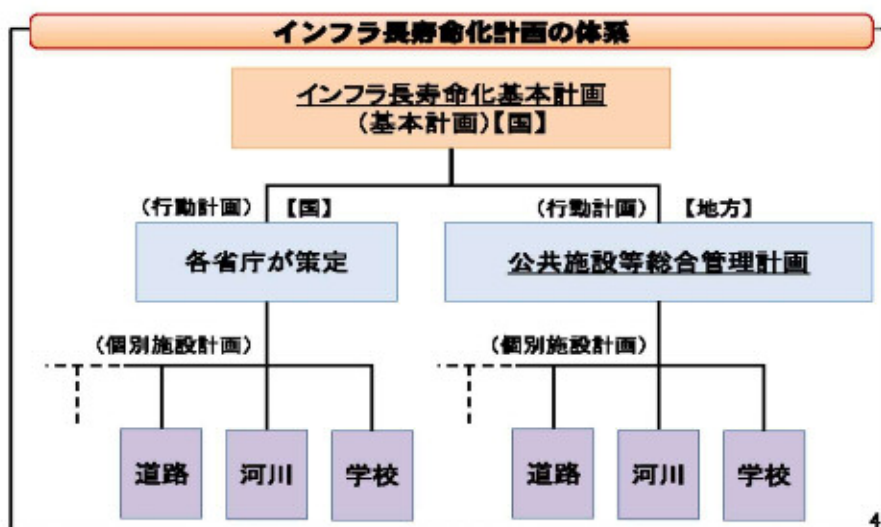 インフラ長寿命化計画の体系
インフラ長寿命化基本計画
(基本計画)【国】
(行動計画) 【国】
(行動計画) 【地方】
各省庁が策定
公共施設等総合管理計画
(個別施設計画)
(個別施設計画)
道路 河川 学校
道路 河川 学校
4